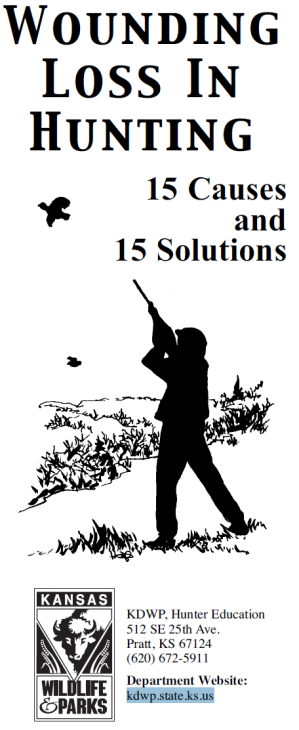 WOUNDING
LOSS IN
HUNTING
15 Causes
and
15 Solutions
KANSAS
WILDLIFE
& PARKS
KDWP, Hunter Education
512 SE 25th Ave.
Pratt, KS 67124
(620) 672-5911
Department Website:
kdwp.state.ks.us